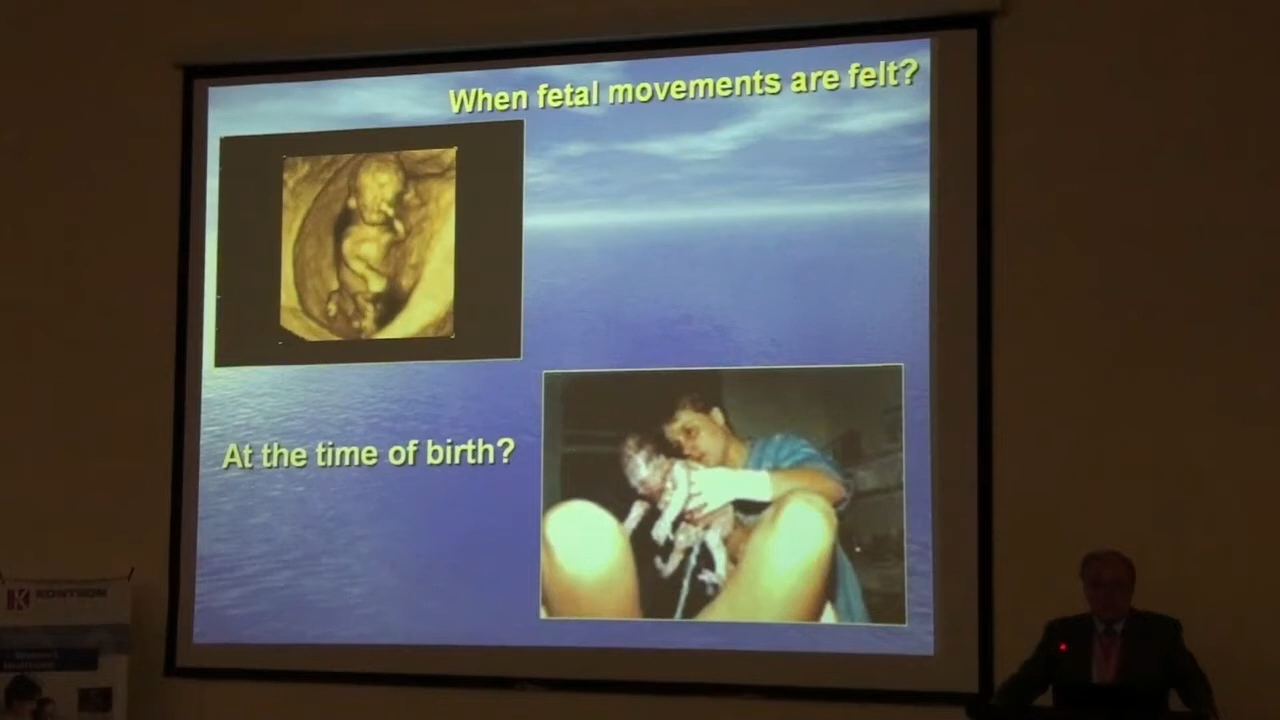 When fetal movements are felt?
At the time of birth?
KONTRON